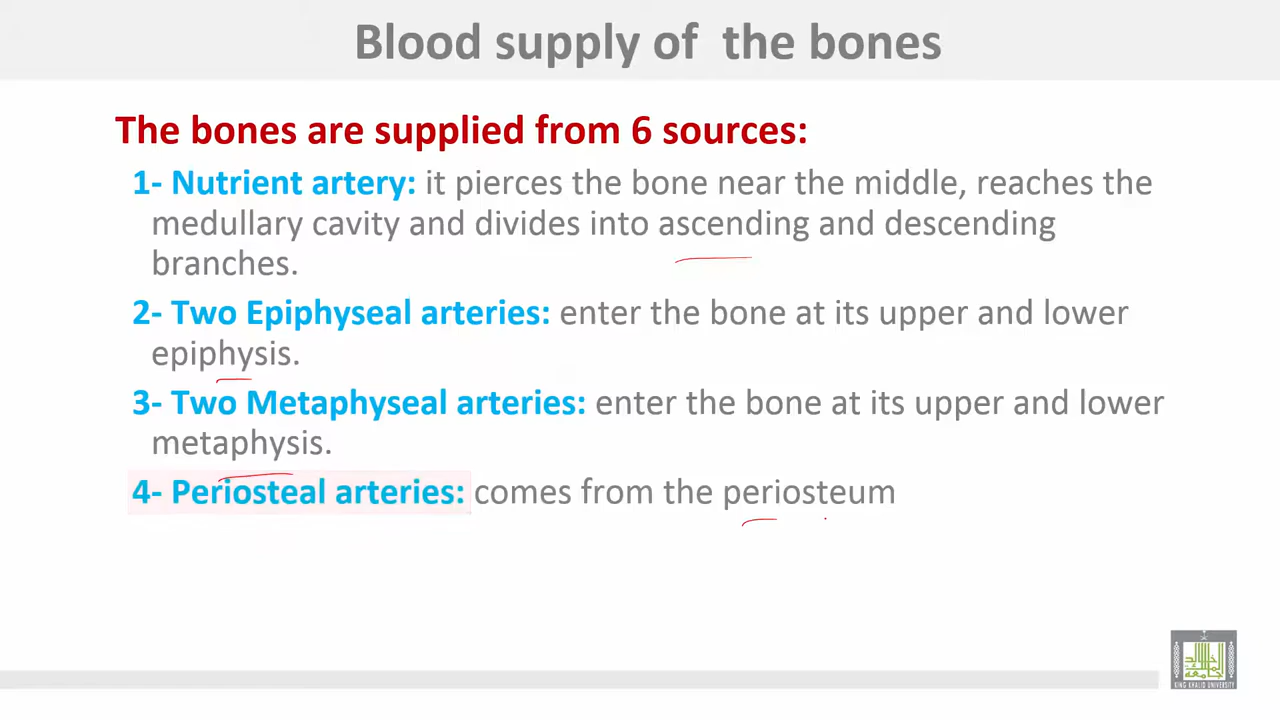 Blood supply of the bones
The bones are supplied from 6 sources:
1- Nutrient artery: it pierces the bone near the middle, reaches the
medullary cavity and divides into ascending and descending
branches.
2- Two Epiphyseal arteries: enter the bone at its upper and lower
epiphysis.
3- Two Metaphyseal arteries: enter the bone at its upper and lower
metaphysis.
4- Periosteal arteries: comes from the periosteum
KING KHALID UNIVERSITY